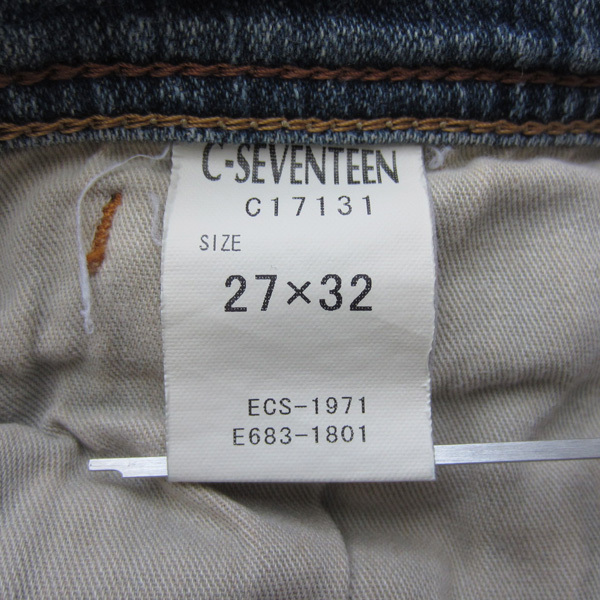 C-SEVENTEEN
C17131
SIZE
27×32
ECS-1971
E683-1801